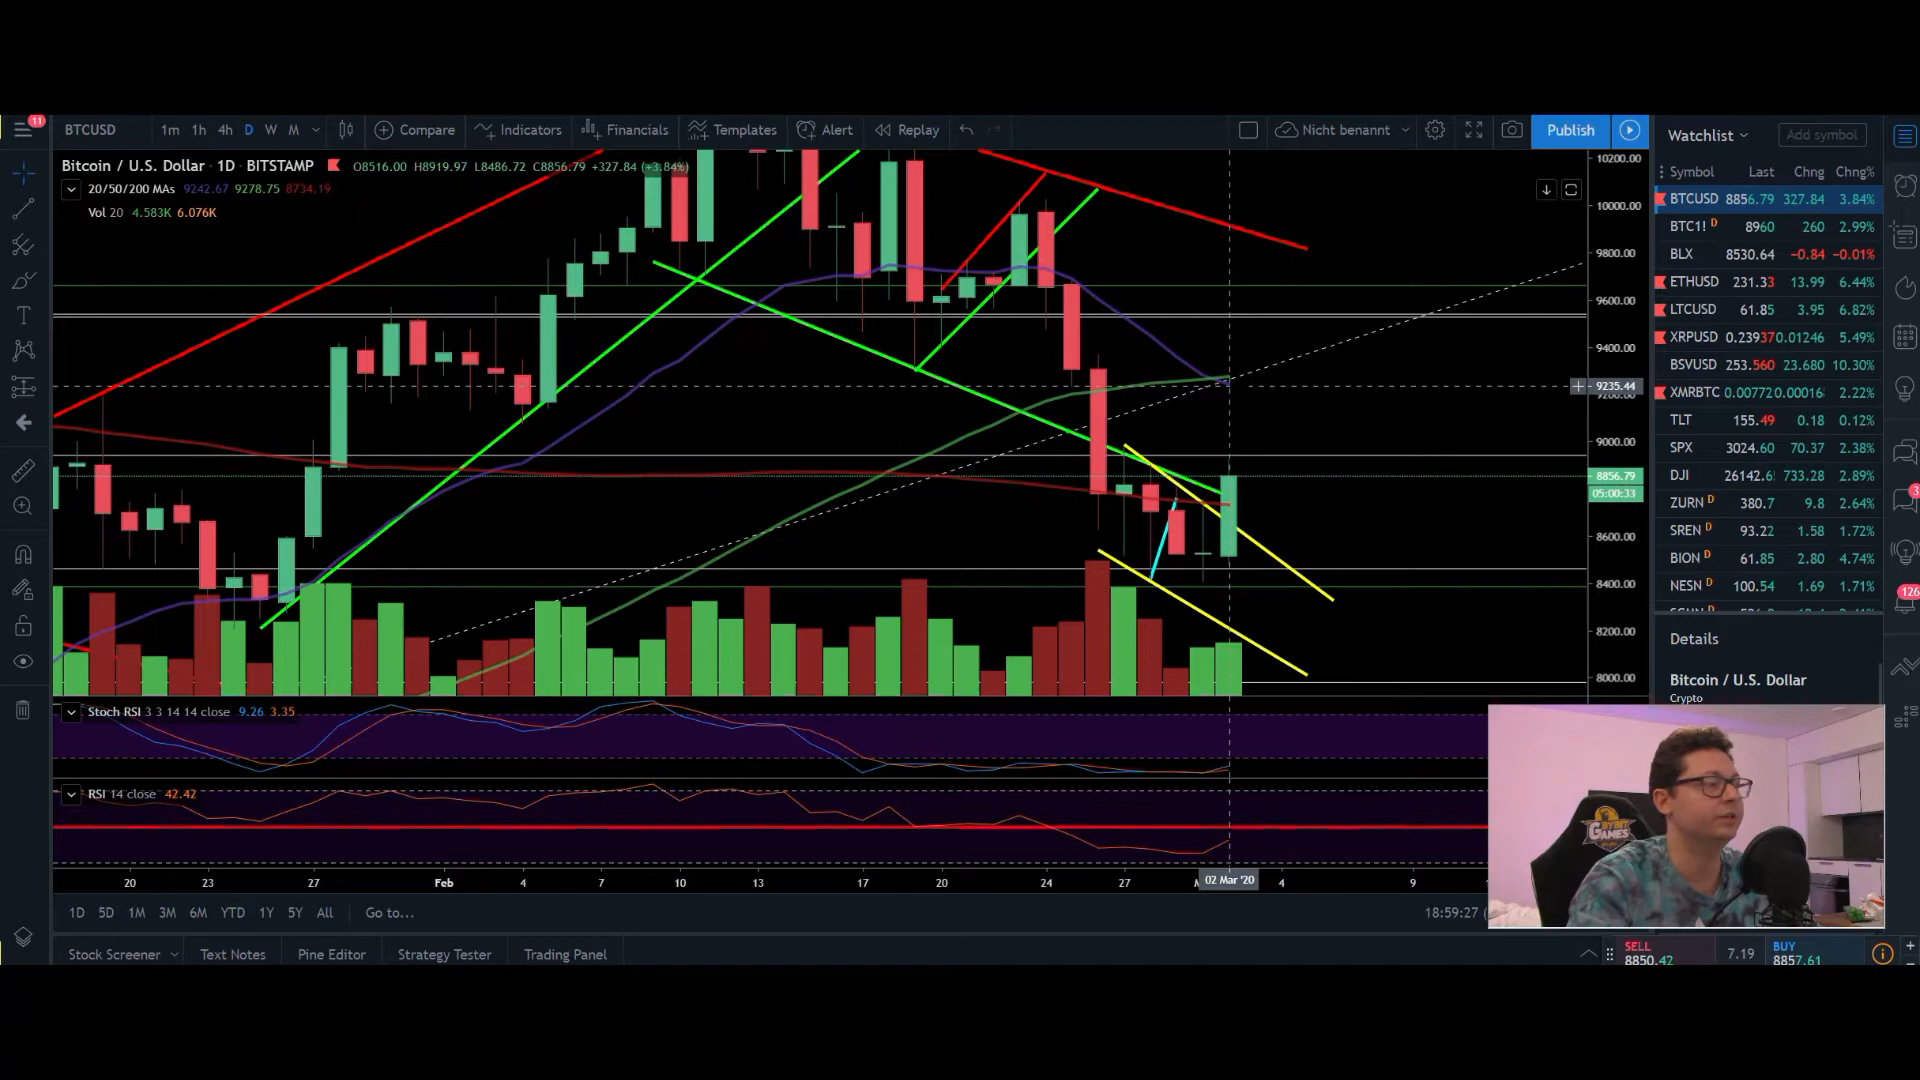 11
BTCUSD 1m 1h 4h D W M Compare Indicators Financials Templates Alert Replay Nicht benannt Publish
Bitcoin / U.S. Dollar · 1D · BITSTAMP O8516.00 H8919.97 L8486.72 C8856.79 +327.84 (+3.84%)
20/50/200 MAs 9242.67 9278.75 8734.19
Vol 20 4.583K 6.076K
10200.00
10000.00
9800.00
9600.00
9400.00
9235.44
9000.00
8856.79
05:00:33
8600.00
8400.00
8200.00
8000.00
Stoch RSI 3 3 14 14 close 9.26 3.35
RSI 14 close 42.42
20 23 27 Feb 4 7 10 13 17 20 24 27 02 Mar '20 4 9
1D 5D 1M 3M 6M YTD 1Y 5Y All Go to... 18:59:27
Stock Screener Text Notes Pine Editor Strategy Tester Trading Panel
Watchlist Add symbol
Symbol Last Chng Chng%
BTCUSD 8856.79 327.84 3.84%
BTC1! D 8960 260 2.99%
BLX 8530.64 −0.84 −0.01%
ETHUSD 231.33 13.99 6.44%
LTCUSD 61.85 3.95 6.82%
XRPUSD 0.23937 0.01246 5.49%
BSVUSD 253.560 23.680 10.30%
XMRBTC 0.007720 0.000168 2.22%
TLT 155.49 0.18 0.12%
SPX 3024.60 70.37 2.38%
DJI 26142.6 733.28 2.89%
ZURN D 380.7 9.8 2.64%
SREN D 93.22 1.58 1.72%
BION D 61.85 2.80 4.74%
NESN D 100.54 1.69 1.71%
Details
Bitcoin / U.S. Dollar
Crypto
126
3
BYBIT
GAMES
SELL
8850.42
7.19
BUY
8857.61